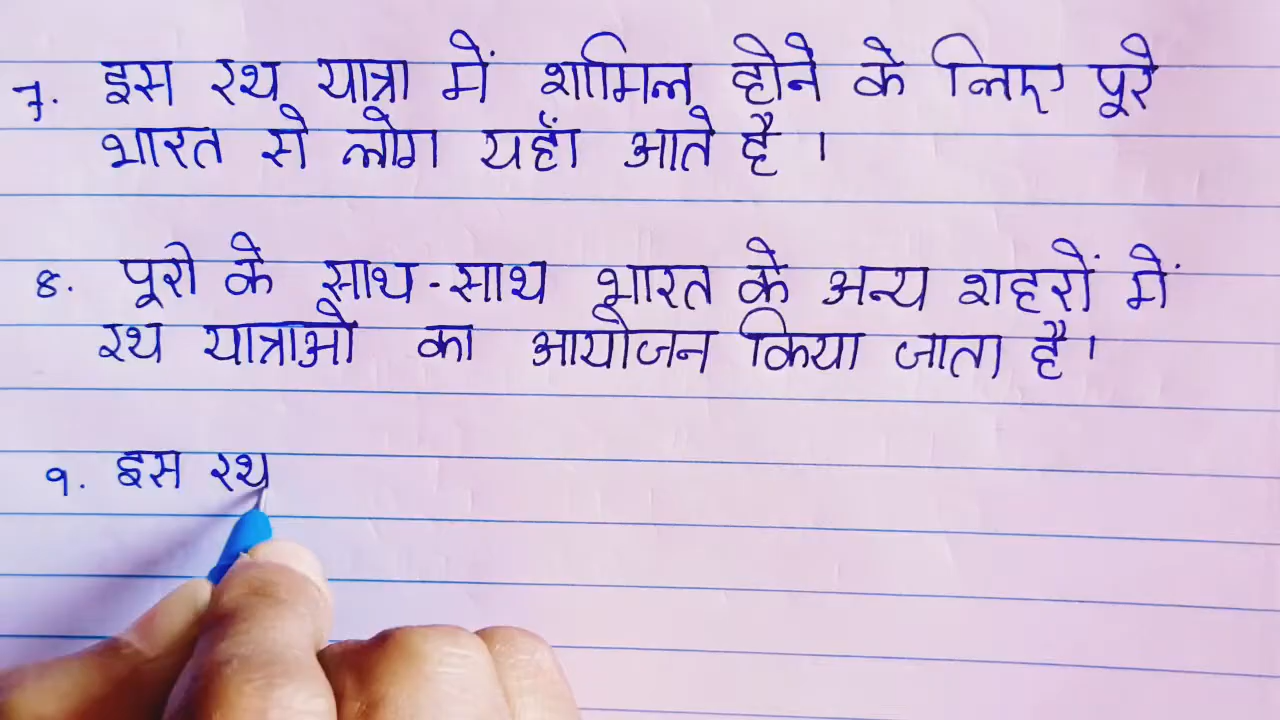 7. इस रथ यात्रा में शामिल होने के लिए पूरे
भारत से लोग यहाँ आते है ।
8. पूरी के साथ-साथ भारत के अन्य शहरों में
रथ यात्राओ का आयोजन किया जाता है।
9. इस रथ